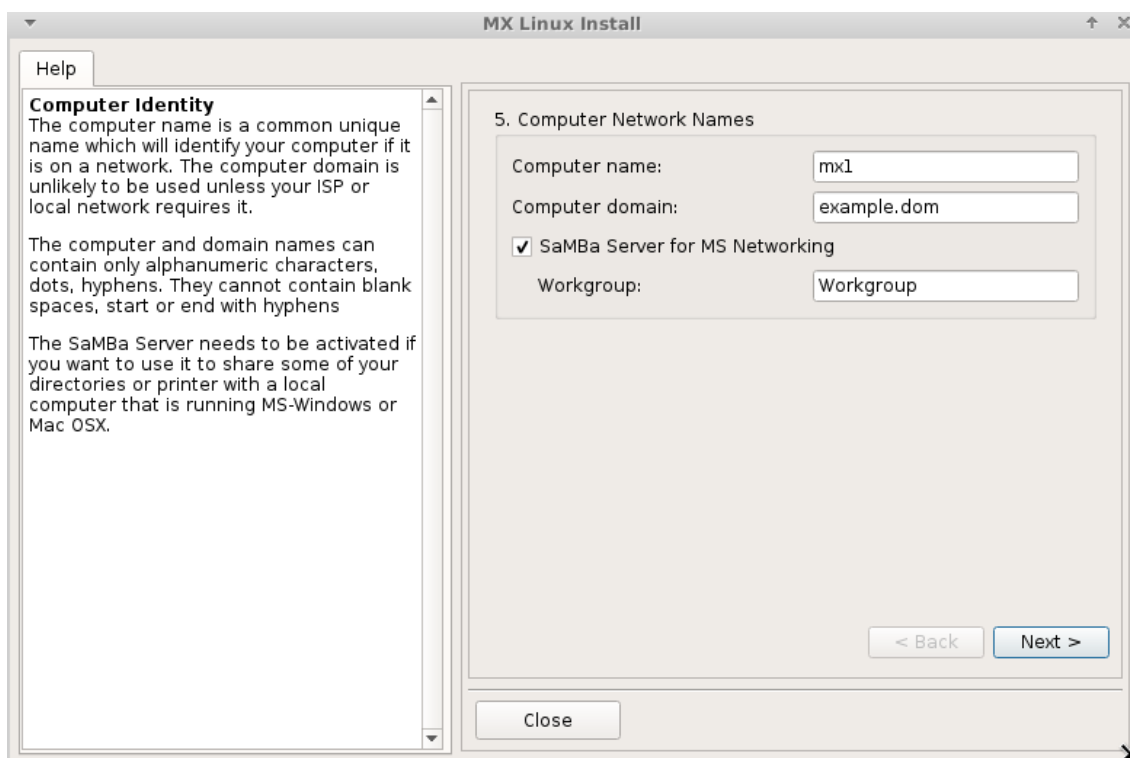 MX Linux Install
Help
Computer Identity
The computer name is a common unique
name which will identify your computer if it
is on a network. The computer domain is
unlikely to be used unless your ISP or
local network requires it.
The computer and domain names can
contain only alphanumeric characters,
dots, hyphens. They cannot contain blank
spaces, start or end with hyphens
The SaMBa Server needs to be activated if
you want to use it to share some of your
directories or printer with a local
computer that is running MS-Windows or
Mac OSX.
5. Computer Network Names
Computer name: mx1
Computer domain: example.dom
SaMBa Server for MS Networking
Workgroup: Workgroup
< Back Next >
Close